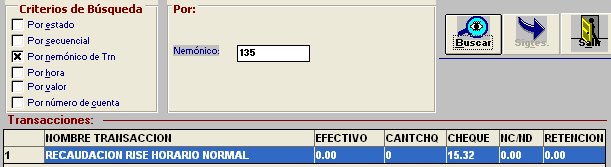 Criterios de Búsqueda
Por estado
Por secuencial
Por nemónico de Trn
Por hora
Por valor
Por número de cuenta
Por:
Nemónico: 135
Buscar
Sigtes.
Salir
Transacciones:
NOMBRE TRANSACCION EFECTIVO CANTCHQ CHEQUE NC/ND RETENCION
1 RECAUDACION RISE HORARIO NORMAL 0.00 0 15.32 0.00 0.00